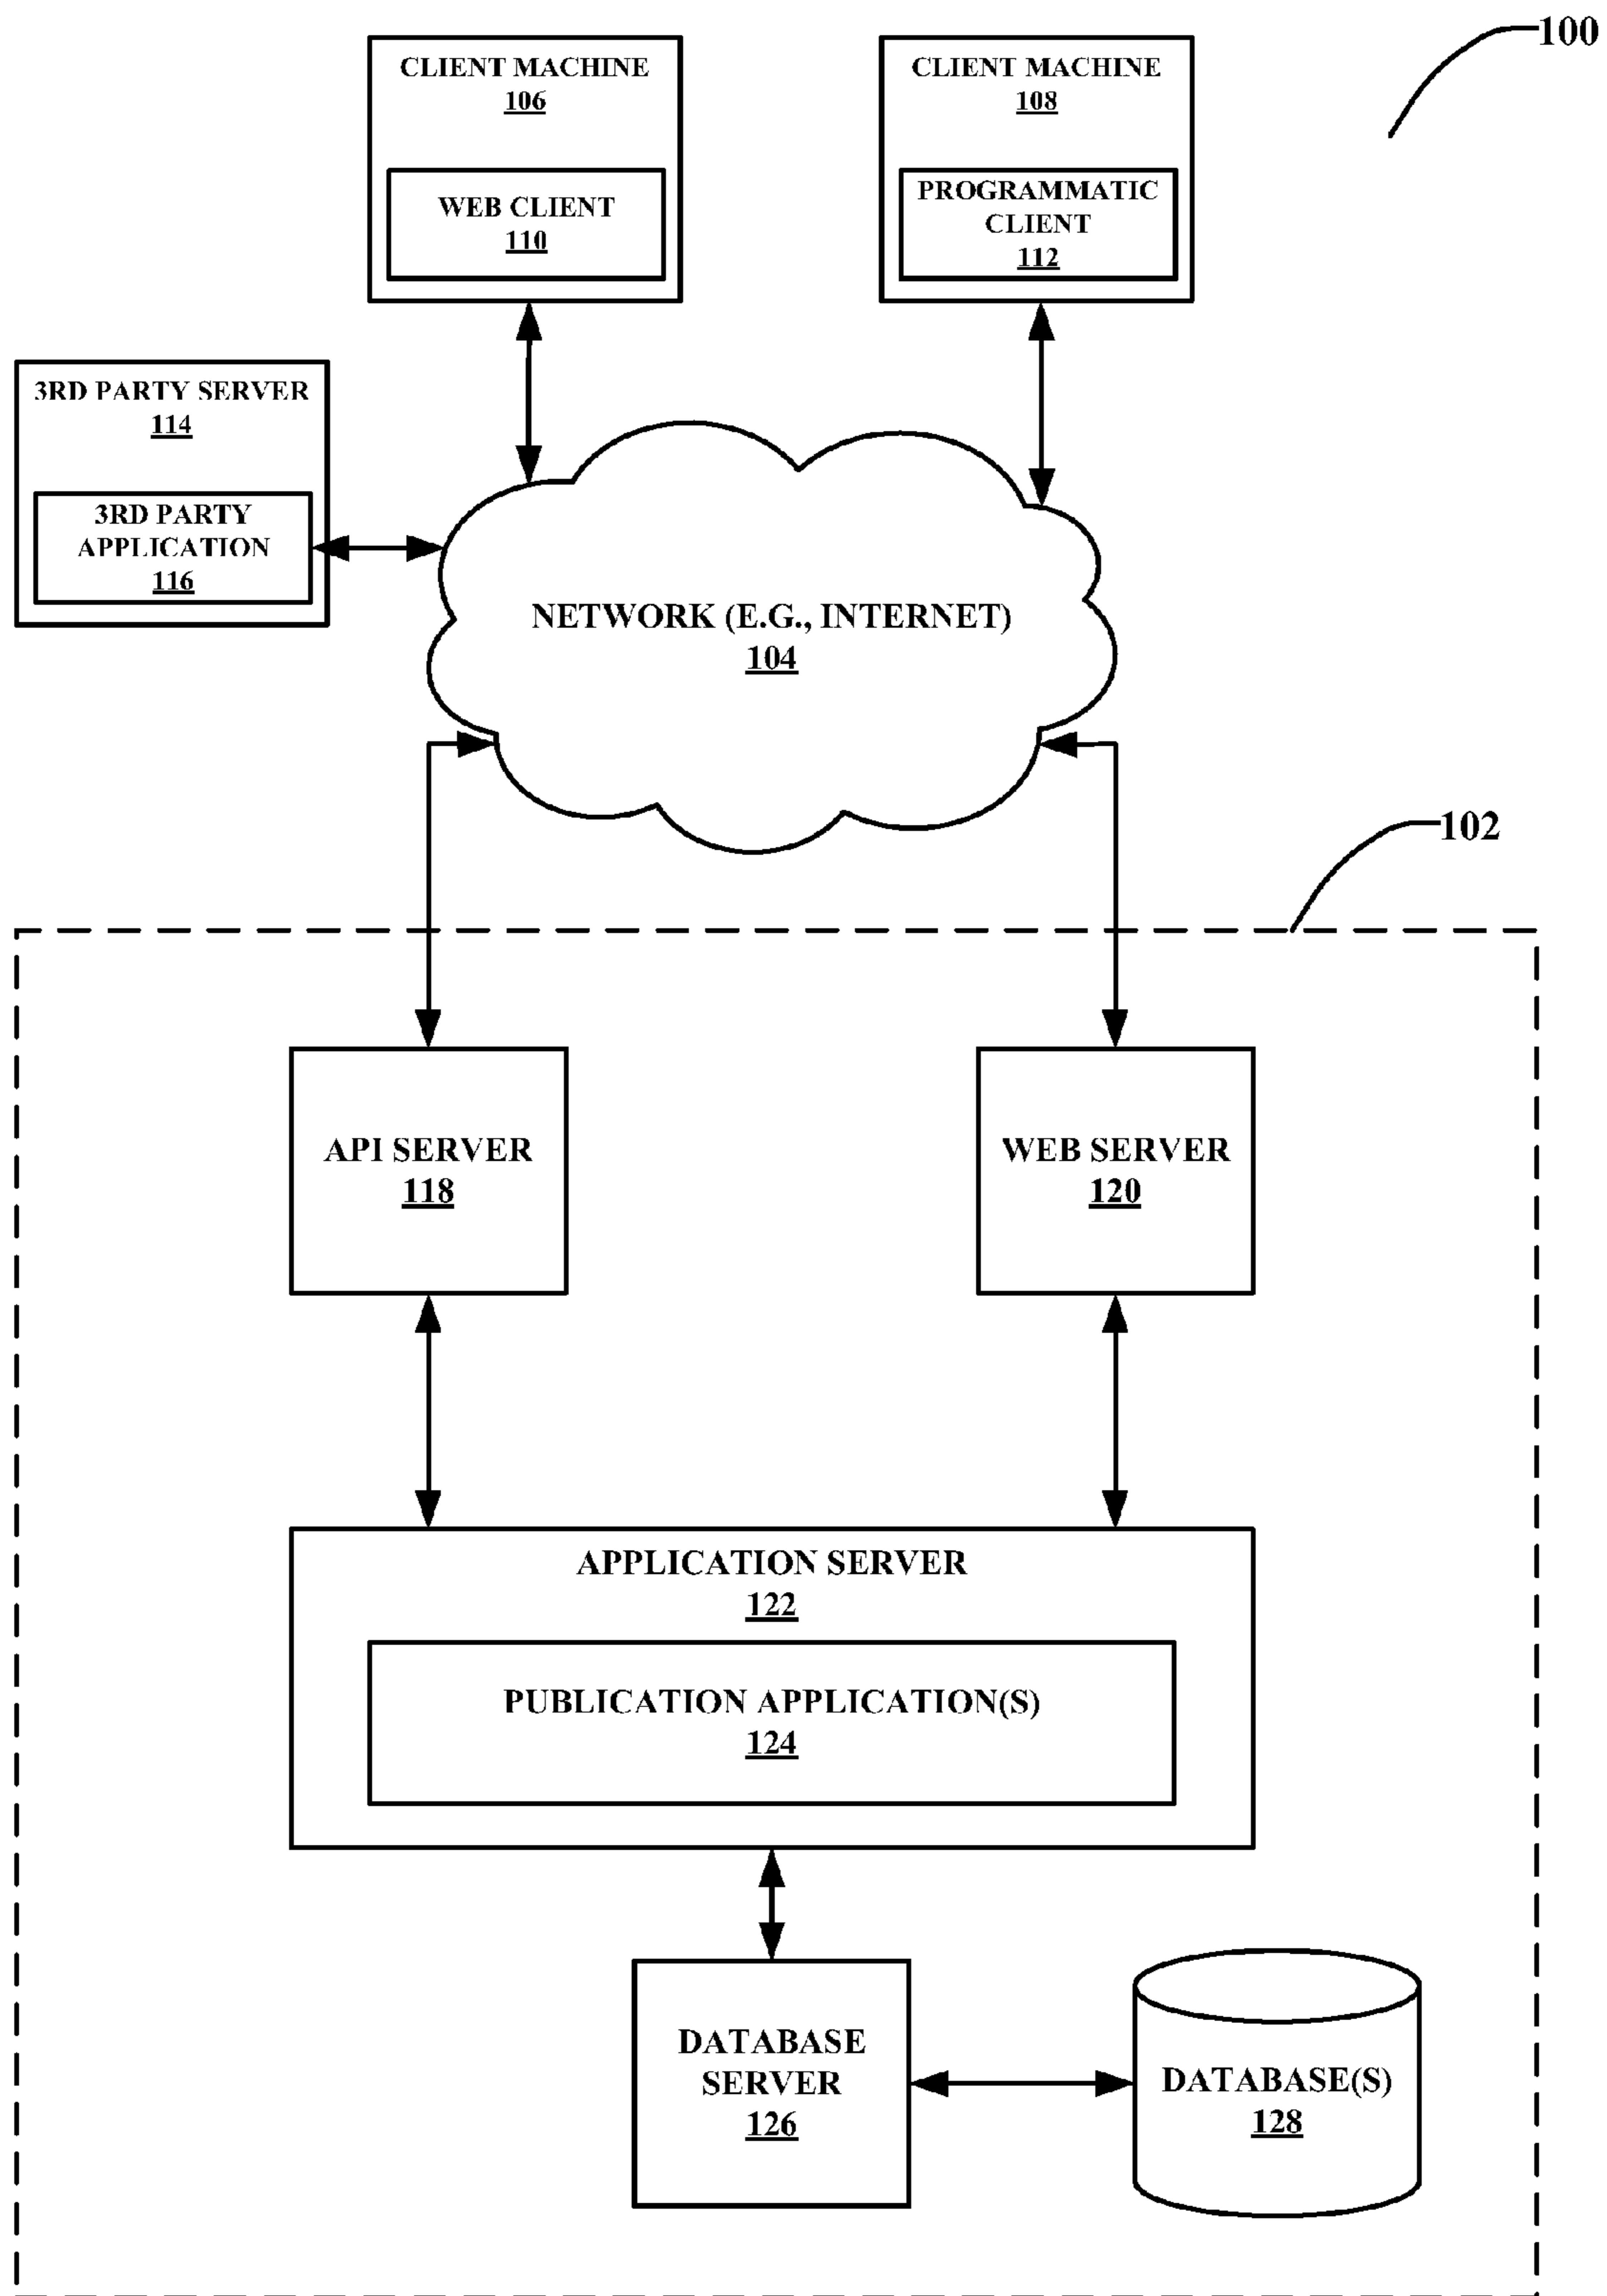 100
CLIENT MACHINE
106
WEB CLIENT
110
CLIENT MACHINE
108
PROGRAMMATIC
CLIENT
112
3RD PARTY SERVER
114
3RD PARTY
APPLICATION
116
NETWORK (E.G., INTERNET)
104
102
API SERVER
118
WEB SERVER
120
APPLICATION SERVER
122
PUBLICATION APPLICATION(S)
124
DATABASE
SERVER
126
DATABASE(S)
128